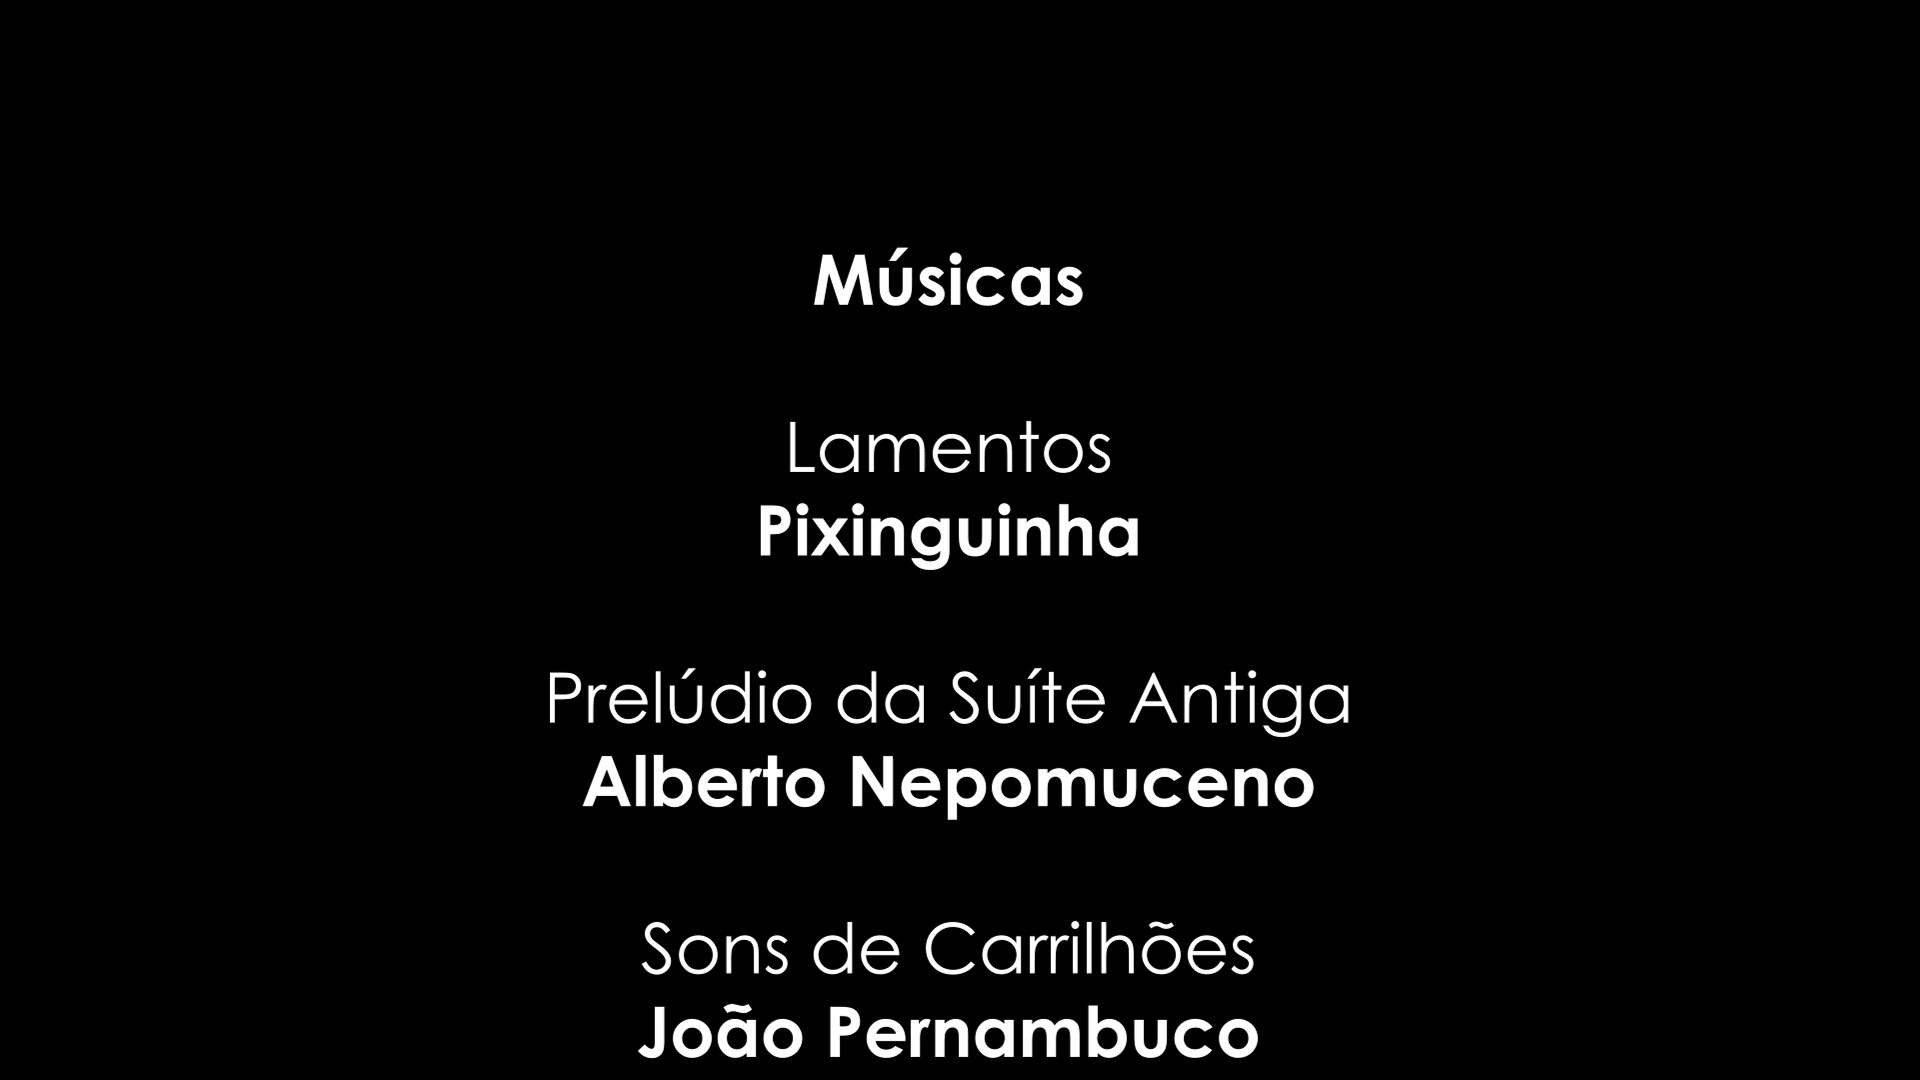 Músicas
Lamentos
Pixinguinha
Prelúdio da Suíte Antiga
Alberto Nepomuceno
Sons de Carrilhões
João Pernambuco